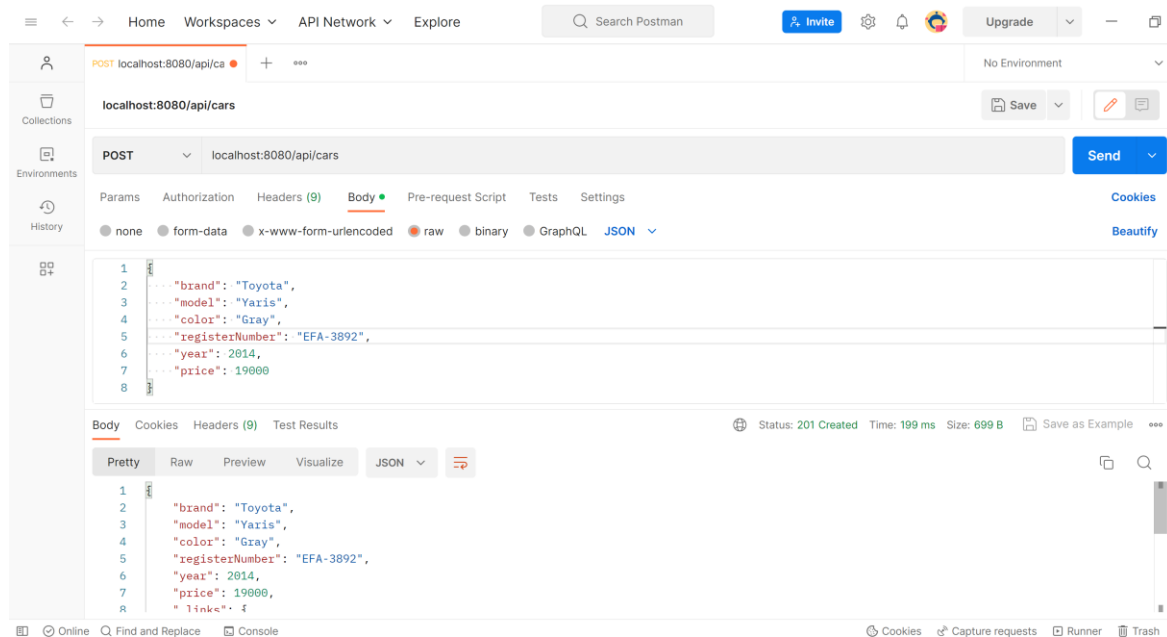 Home Workspaces API Network Explore Search Postman Invite Upgrade
POST localhost:8080/api/ca No Environment
localhost:8080/api/cars Save
Collections
Environments
History
POST localhost:8080/api/cars Send
Params Authorization Headers (9) Body Pre-request Script Tests Settings Cookies
none form-data x-www-form-urlencoded raw binary GraphQL JSON Beautify
1 {
2 "brand": "Toyota",
3 "model": "Yaris",
4 "color": "Gray",
5 "registerNumber": "EFA-3892",
6 "year": 2014,
7 "price": 19000
8 }
Body Cookies Headers (9) Test Results Status: 201 Created Time: 199 ms Size: 699 B Save as Example
Pretty Raw Preview Visualize JSON
1 {
2 "brand": "Toyota",
3 "model": "Yaris",
4 "color": "Gray",
5 "registerNumber": "EFA-3892",
6 "year": 2014,
7 "price": 19000,
8 "_links": {
Online Find and Replace Console Cookies Capture requests Runner Trash